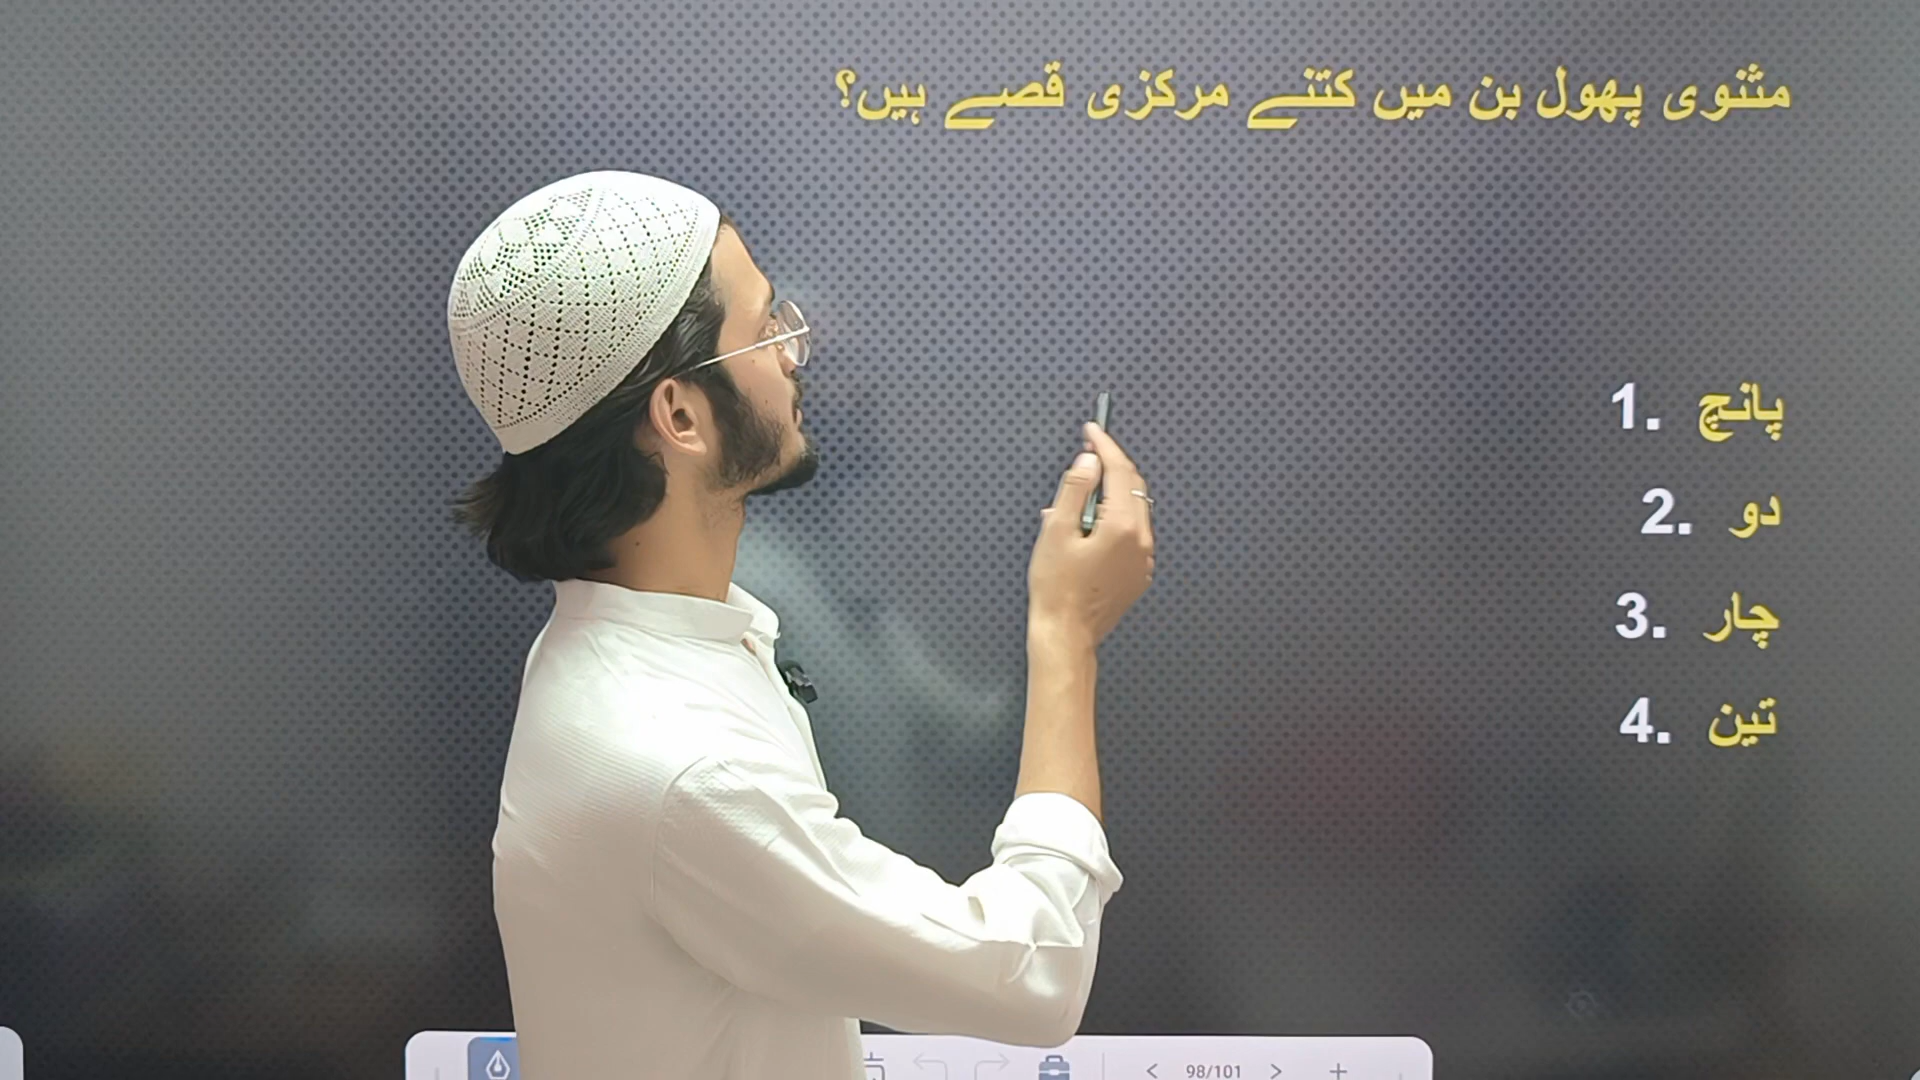 مثنوی پھول بن میں کتنے مرکزی قصے ہیں؟
1. پانچ
2. دو
3. چار
4. تین
98/101